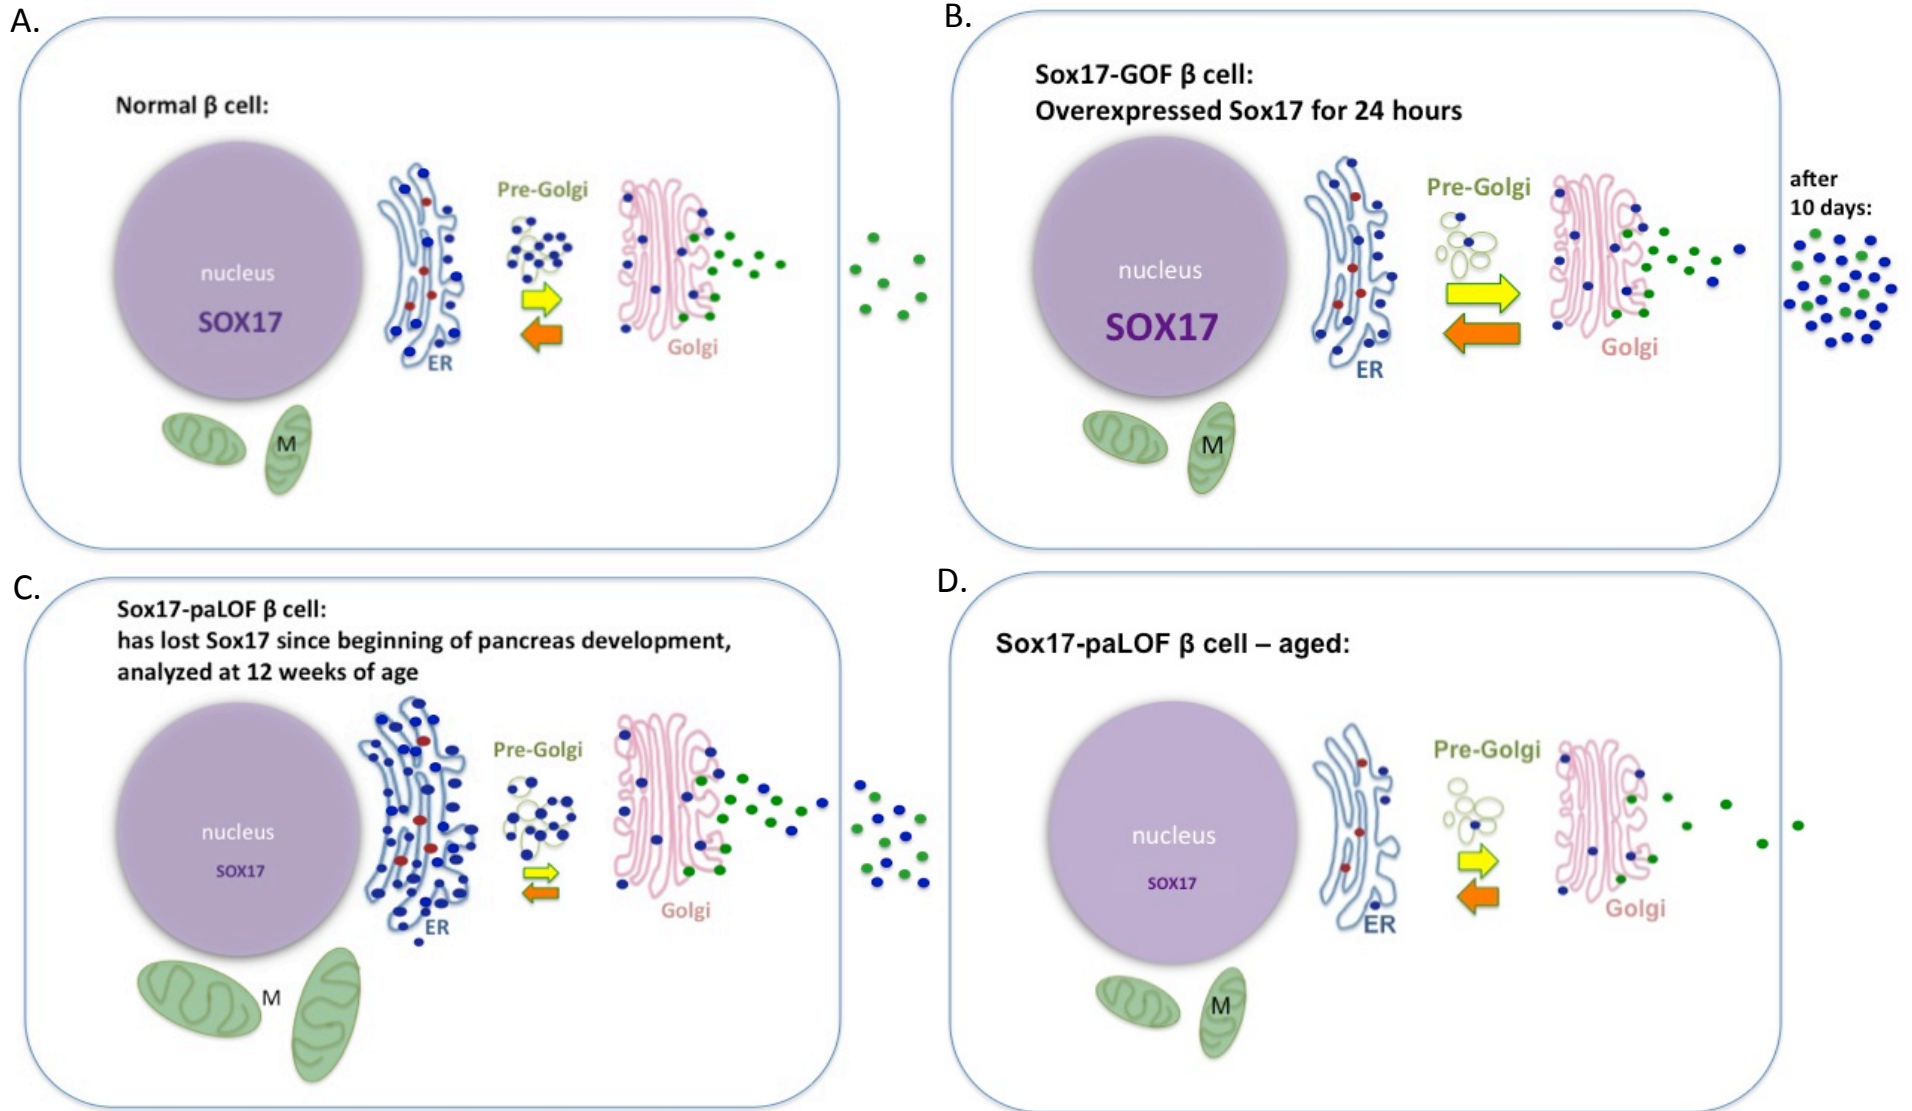 A.
Normal β cell:
nucleus
SOX17
Pre-Golgi
ER
Golgi
M
B.
Sox17-GOF β cell:
Overexpressed Sox17 for 24 hours
nucleus
SOX17
Pre-Golgi
ER
Golgi
M
after
10 days:
C.
Sox17-paLOF β cell:
has lost Sox17 since beginning of pancreas development,
analyzed at 12 weeks of age
nucleus
SOX17
Pre-Golgi
ER
Golgi
M
D.
Sox17-paLOF β cell – aged:
nucleus
SOX17
Pre-Golgi
ER
Golgi
M